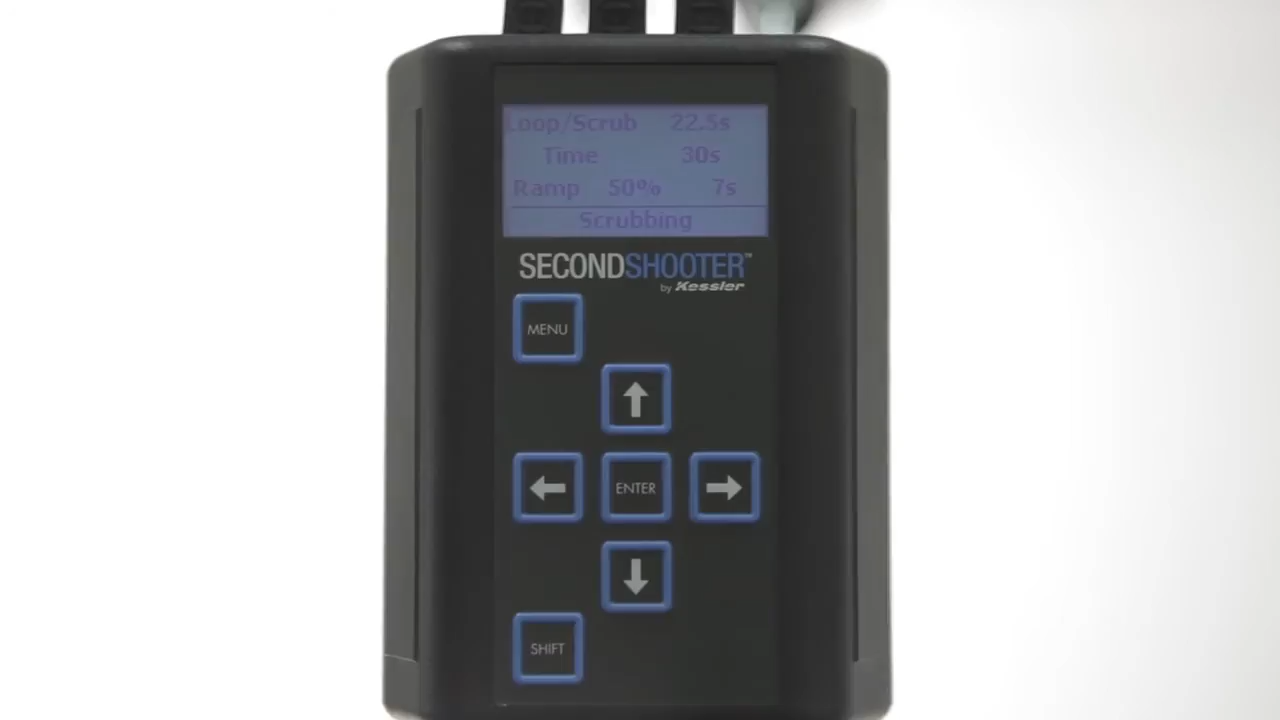 Loop/Scrub 22.5s
Time 30s
Ramp 50% 7s
Scrubbing
SECONDSHOOTER™
by Kessler
MENU
ENTER
SHIFT